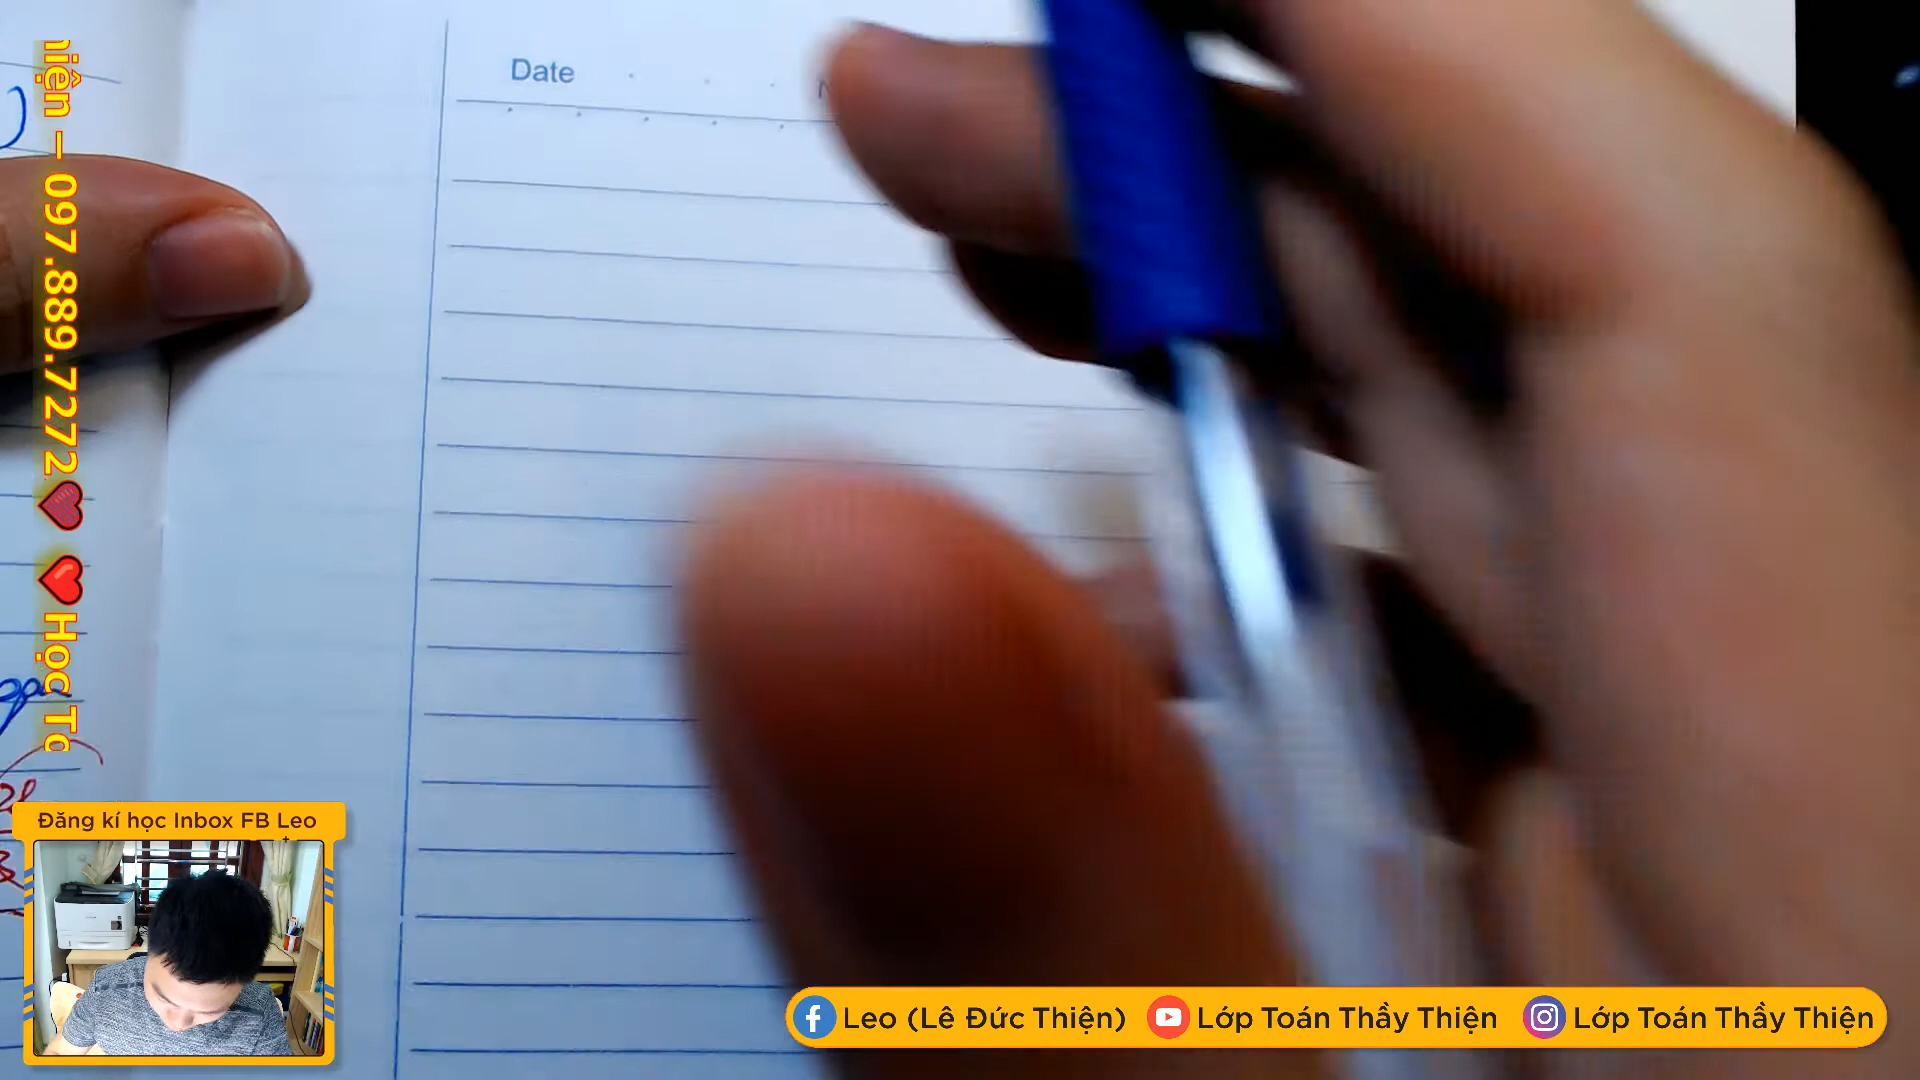 Date
hiện – 097.889.7272❤ ❤Học To
Đăng kí học Inbox FB Leo
Leo (Lê Đức Thiện)
Lớp Toán Thầy Thiện
Lớp Toán Thầy Thiện